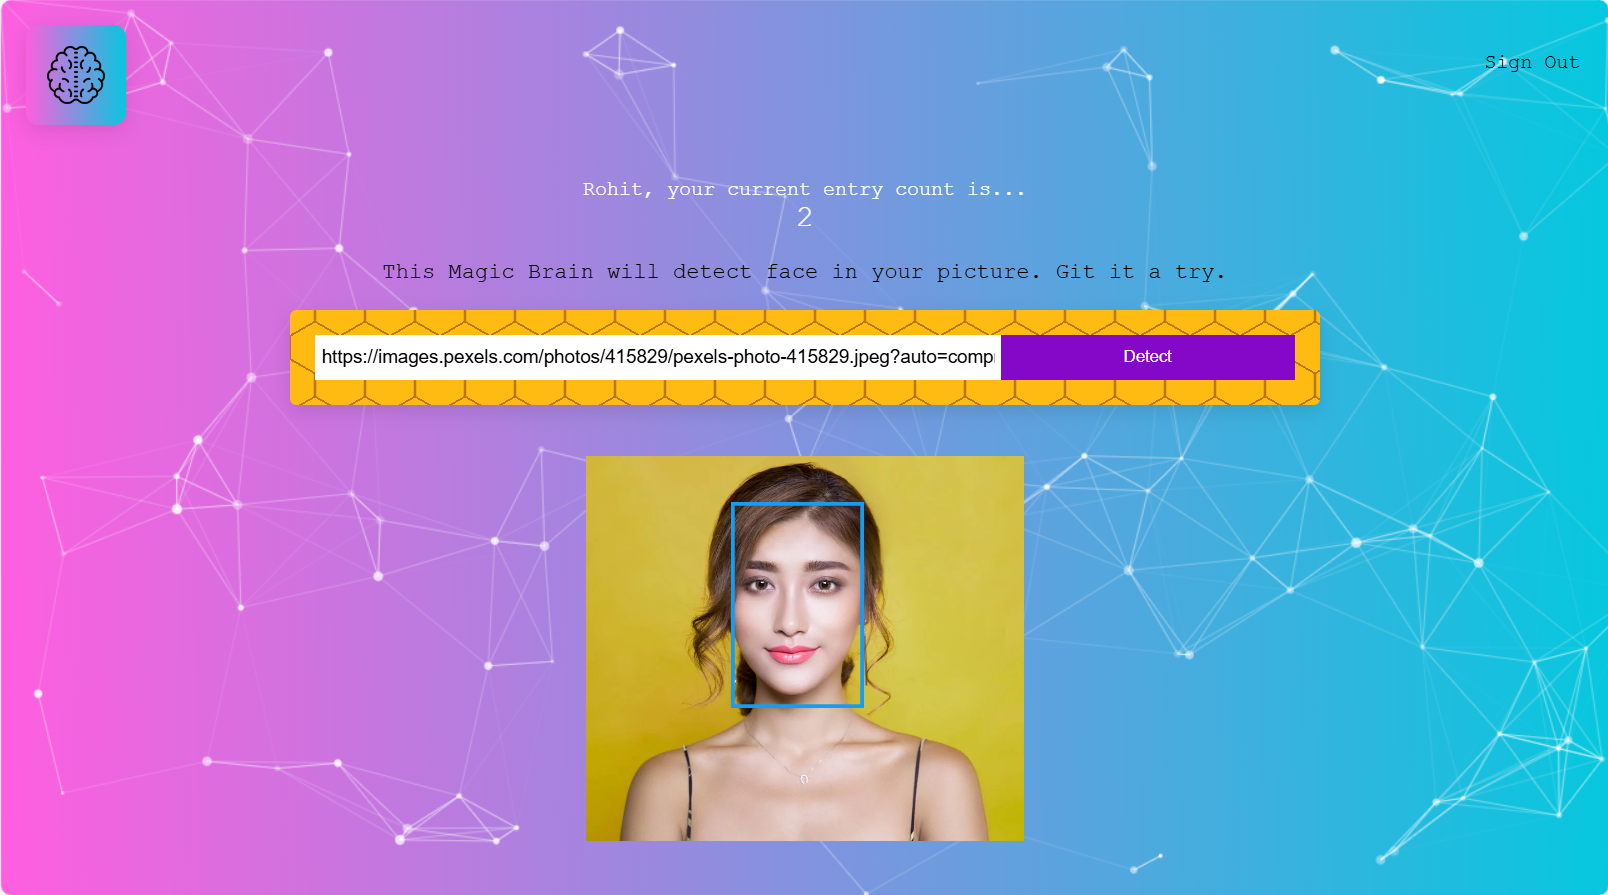 Sign Out
Rohit, your current entry count is...
2
This Magic Brain will detect face in your picture. Git it a try.
https://images.pexels.com/photos/415829/pexels-photo-415829.jpeg?auto=comp
Detect